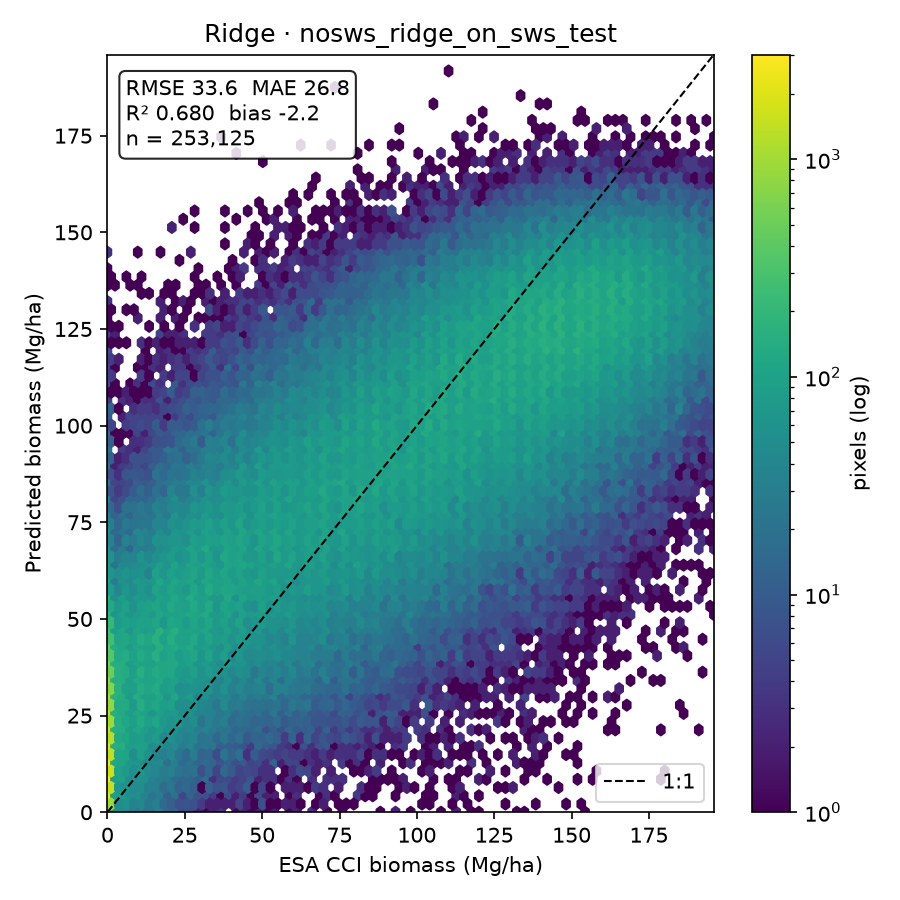 Ridge · nosws_ridge_on_sws_test
RMSE 33.6  MAE 26.8
R² 0.680  bias -2.2
n = 253,125
175
150
125
100
75
50
25
0
Predicted biomass (Mg/ha)
0 25 50 75 100 125 150 175
ESA CCI biomass (Mg/ha)
1:1
10³
10²
10¹
10⁰
pixels (log)